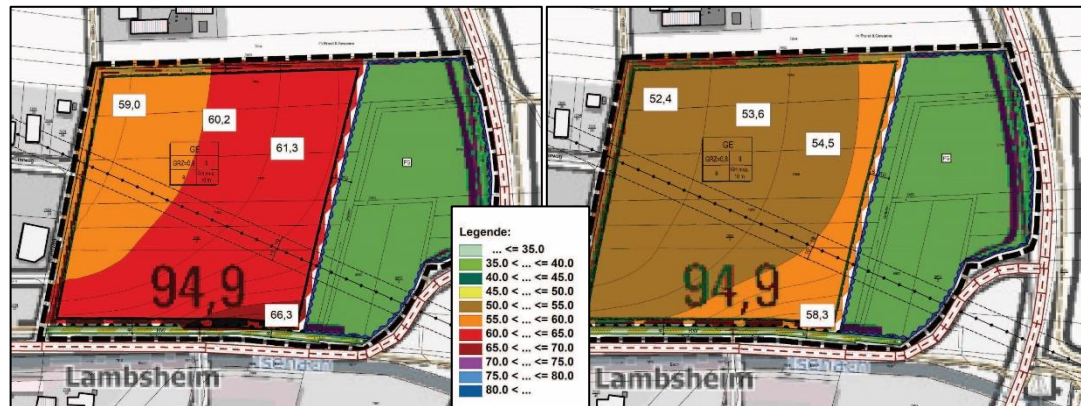 59,0
60,2
61,3
GE
GRZ=0,8
94,9
66,3
Lambsheim
FS
Legende:
... <= 35.0
35.0 < ... <= 40.0
40.0 < ... <= 45.0
45.0 < ... <= 50.0
50.0 < ... <= 55.0
55.0 < ... <= 60.0
60.0 < ... <= 65.0
65.0 < ... <= 70.0
70.0 < ... <= 75.0
75.0 < ... <= 80.0
80.0 < ...
52,4
53,6
54,5
GE
GRZ=0,8
94,9
58,3
Lambsheim
FS